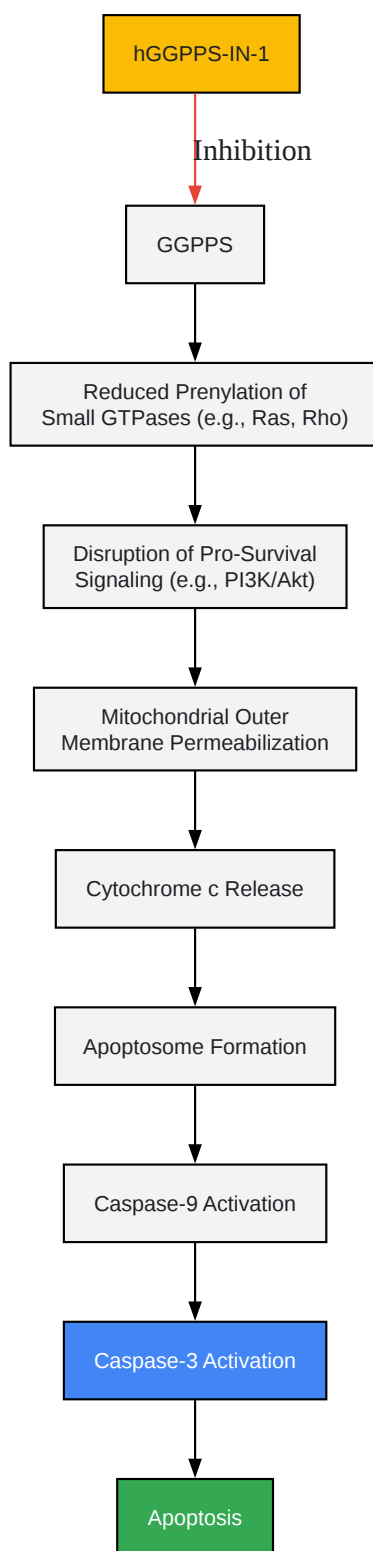 hGGPPS-IN-1
Inhibition
GGPPS
Reduced Prenylation of
Small GTPases (e.g., Ras, Rho)
Disruption of Pro-Survival
Signaling (e.g., PI3K/Akt)
Mitochondrial Outer
Membrane Permeabilization
Cytochrome c Release
Apoptosome Formation
Caspase-9 Activation
Caspase-3 Activation
Apoptosis